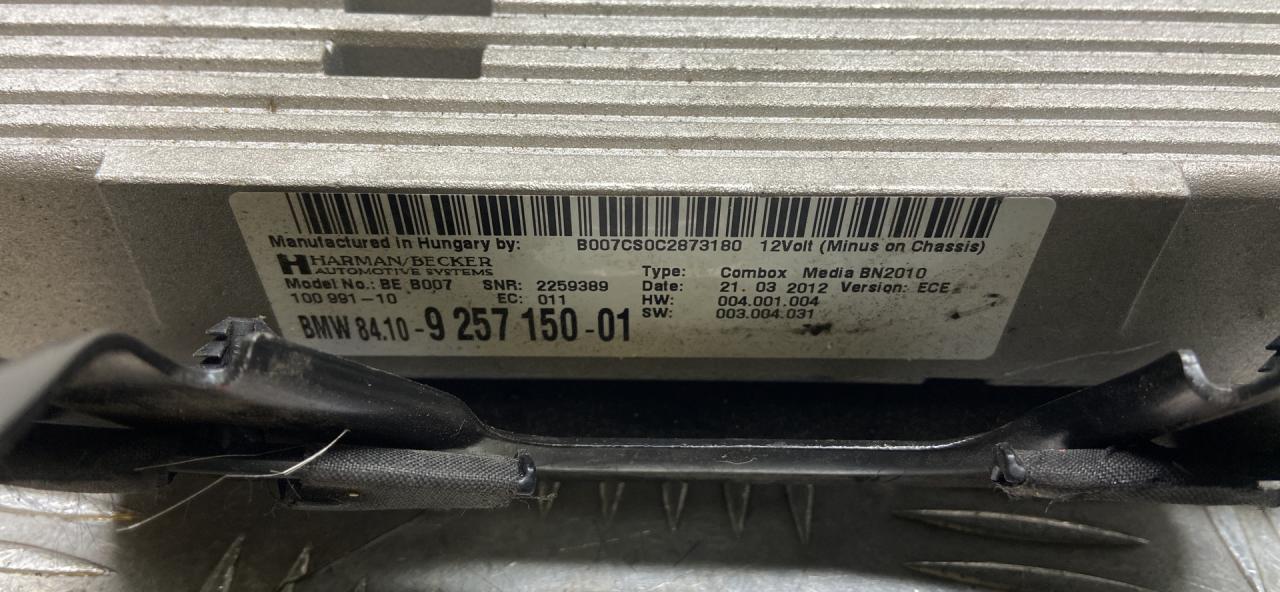 Manufactured in Hungary by: B007CS0C2873180 12Volt (Minus on Chassis)
HARMAN/BECKER
AUTOMOTIVE SYSTEMS
Type: Combox Media BN2010
Model No.: BE B007 SNR: 2259389 Date: 21. 03 2012 Version: ECE
100 991-10 EC: 011 HW: 004.001.004
SW: 003.004.031
BMW 84.10-9 257 150-01